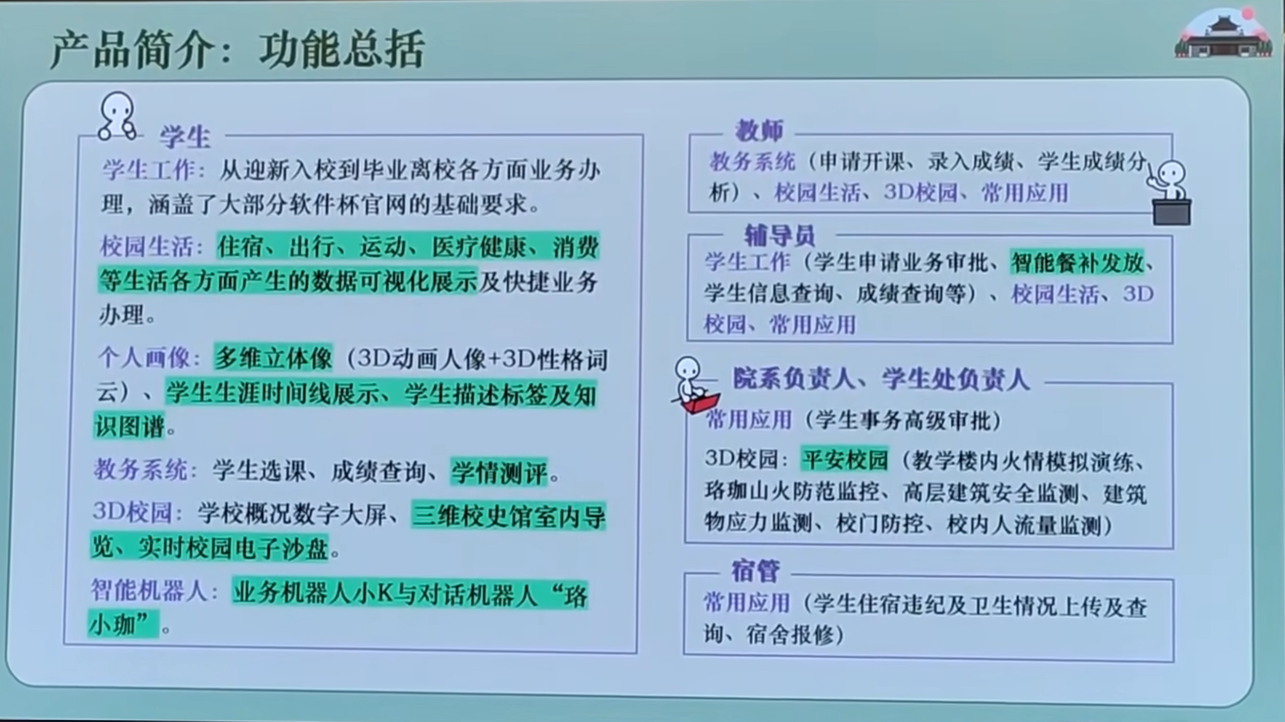 产品简介：功能总括
学生
学生工作：从迎新入校到毕业离校各方面业务办
理，涵盖了大部分软件杯官网的基础要求。
校园生活：住宿、出行、运动、医疗健康、消费
等生活各方面产生的数据可视化展示及快捷业务
办理。
个人画像：多维立体像（3D动画人像+3D性格词
云）、学生生涯时间线展示、学生描述标签及知
识图谱。
教务系统：学生选课、成绩查询、学情测评。
3D校园：学校概况数字大屏、三维校史馆室内导
览、实时校园电子沙盘。
智能机器人：业务机器人小K与对话机器人“珞
小珈”。
教师
教务系统（申请开课、录入成绩、学生成绩分
析）、校园生活、3D校园、常用应用
辅导员
学生工作（学生申请业务审批、智能餐补发放、
学生信息查询、成绩查询等）、校园生活、3D
校园、常用应用
院系负责人、学生处负责人
常用应用（学生事务高级审批）
3D校园：平安校园（教学楼内火情模拟演练、
珞珈山火防范监控、高层建筑安全监测、建筑
物应力监测、校门防控、校内人流量监测）
宿管
常用应用（学生住宿违纪及卫生情况上传及查
询、宿舍报修）